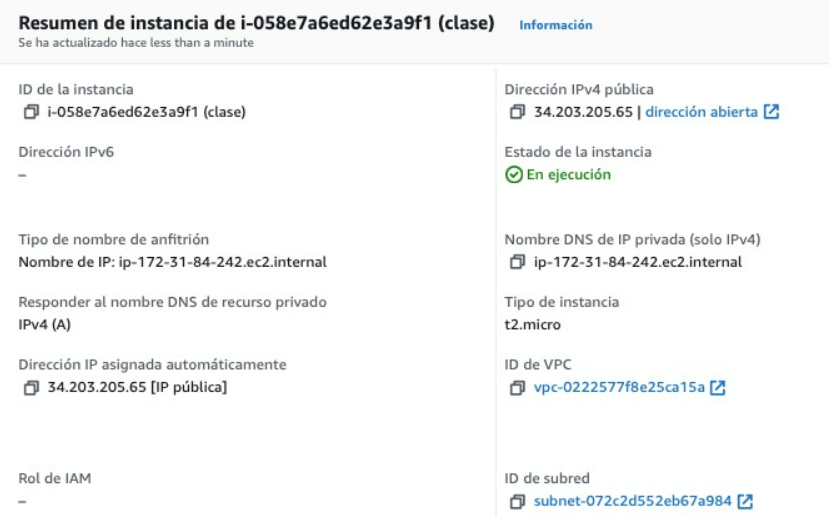 Resumen de instancia de i-058e7a6ed62e3a9f1 (clase) Información
Se ha actualizado hace less than a minute
ID de la instancia
i-058e7a6ed62e3a9f1 (clase)
Dirección IPv4 pública
34.203.205.65 | dirección abierta
Dirección IPv6
–
Estado de la instancia
En ejecución
Tipo de nombre de anfitrión
Nombre de IP: ip-172-31-84-242.ec2.internal
Nombre DNS de IP privada (solo IPv4)
ip-172-31-84-242.ec2.internal
Responder al nombre DNS de recurso privado
IPv4 (A)
Tipo de instancia
t2.micro
Dirección IP asignada automáticamente
34.203.205.65 [IP pública]
ID de VPC
vpc-0222577f8e25ca15a
Rol de IAM
–
ID de subred
subnet-072c2d552eb67a984